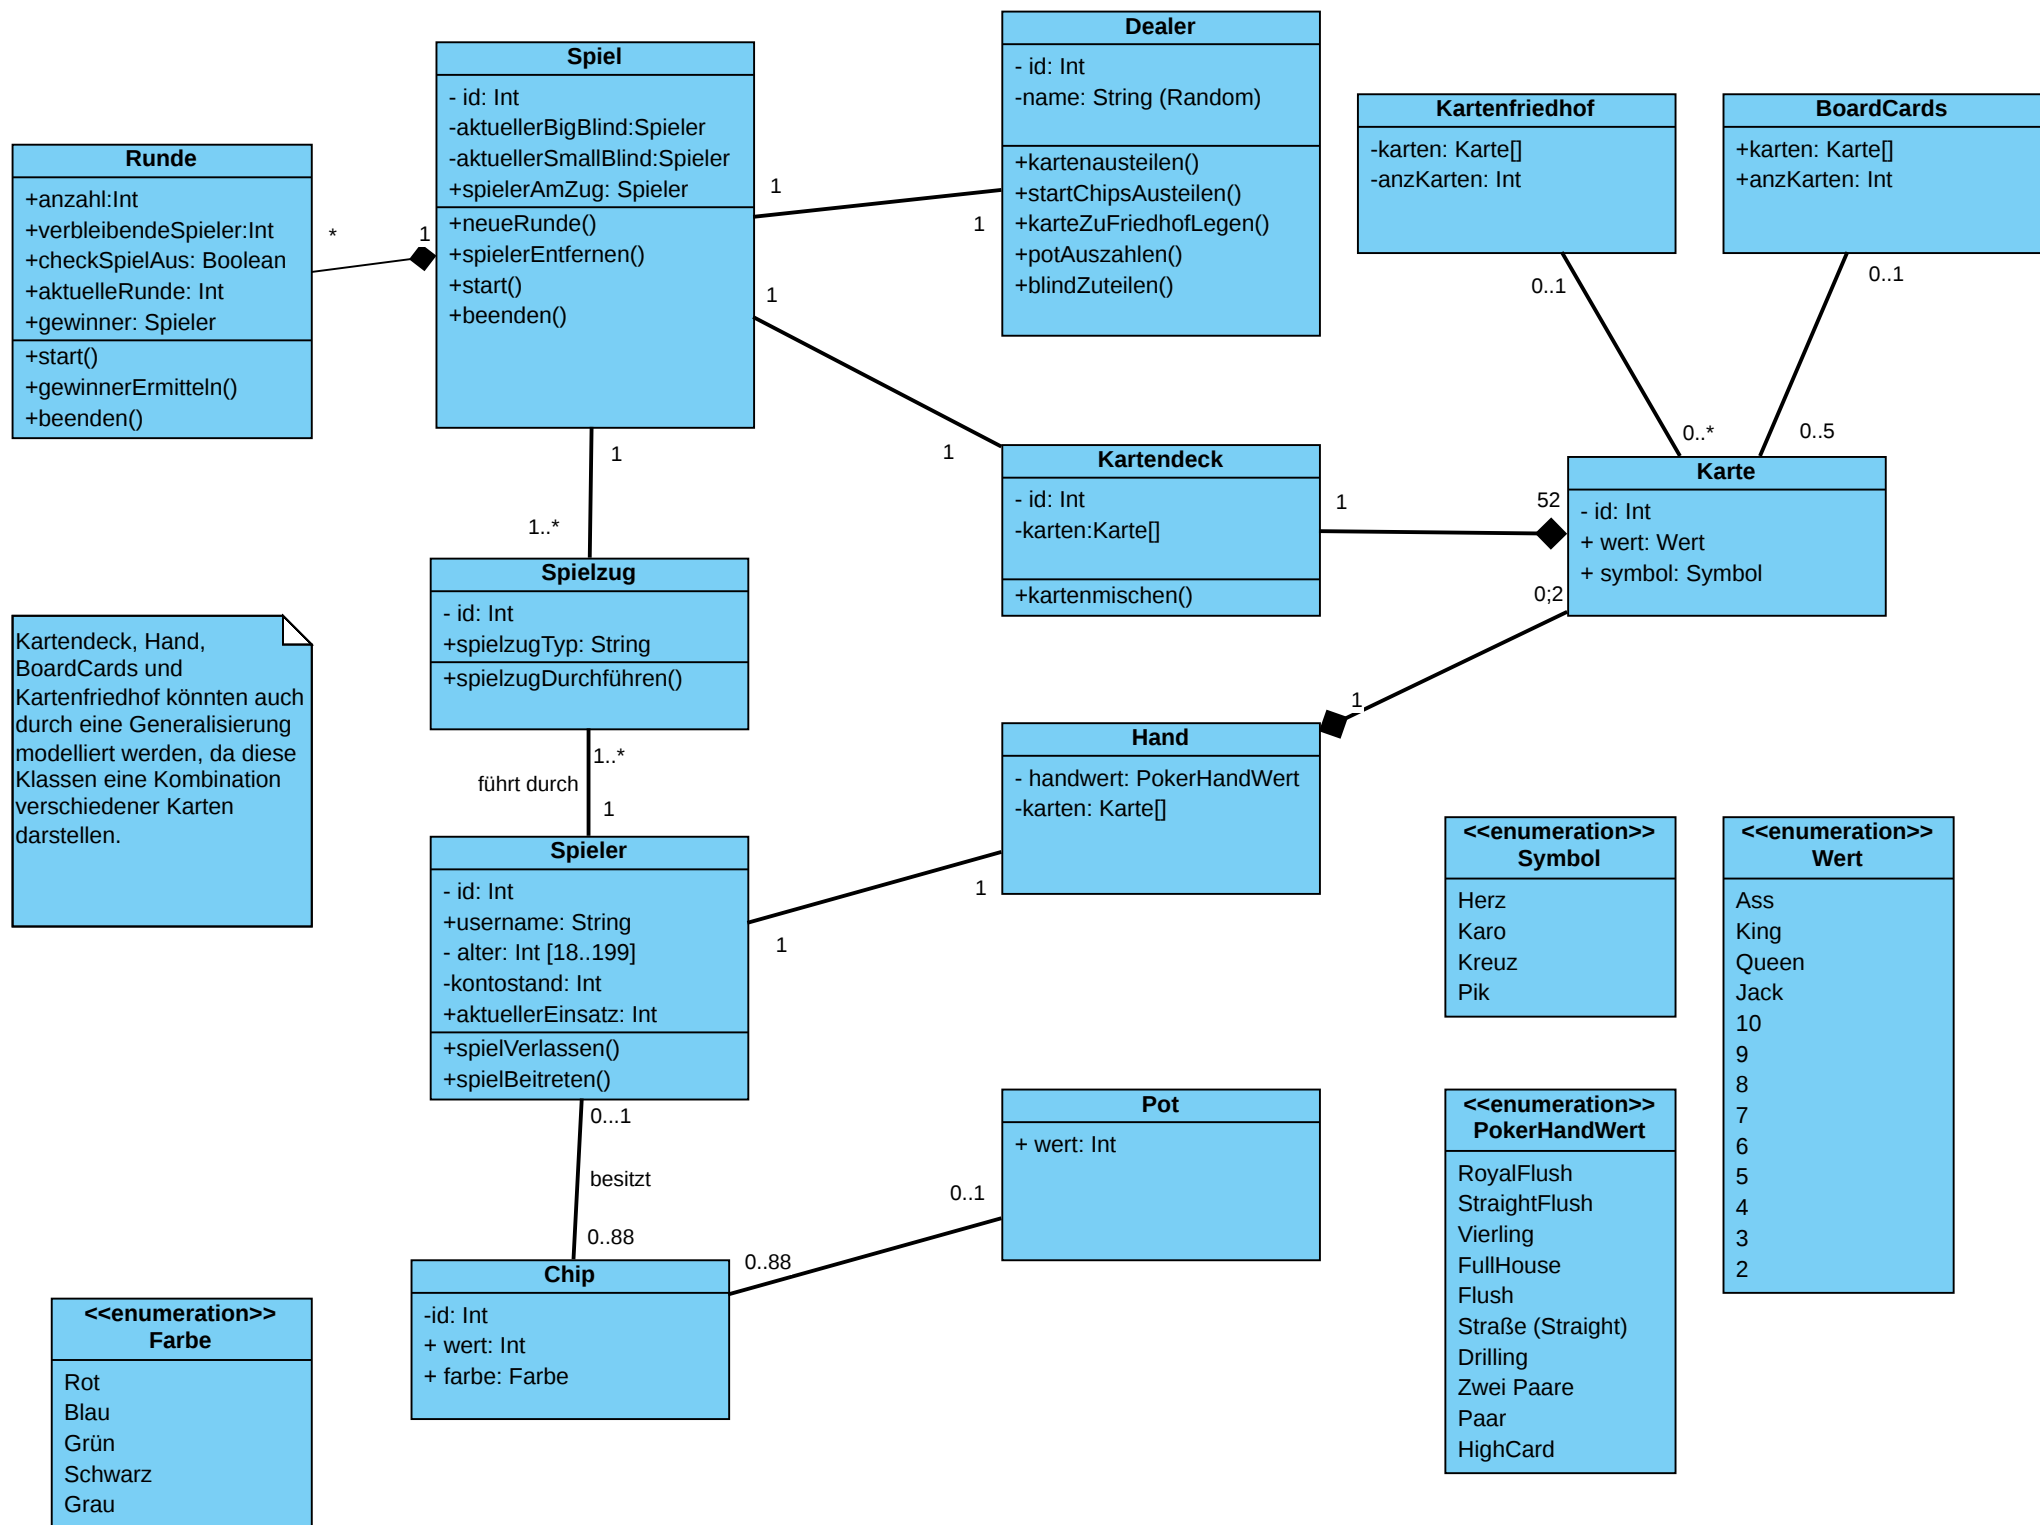 Dealer
- id: Int
-name: String (Random)
+kartenausteilen()
+startChipsAusteilen()
+karteZuFriedhofLegen()
+potAuszahlen()
+blindZuteilen()
Spiel
- id: Int
-aktuellerBigBlind:Spieler
-aktuellerSmallBlind:Spieler
+spielerAmZug: Spieler
+neueRunde()
+spielerEntfernen()
+start()
+beenden()
Kartenfriedhof
-karten: Karte[]
-anzKarten: Int
BoardCards
+karten: Karte[]
+anzKarten: Int
Runde
+anzahl:Int
+verbleibendeSpieler:Int
+checkSpielAus: Boolean
+aktuelleRunde: Int
+gewinner: Spieler
+start()
+gewinnerErmitteln()
+beenden()
*
1
1
1
1
1
0..1
0..1
0..*
0..5
1
1..*
Kartendeck
- id: Int
-karten:Karte[]
+kartenmischen()
1
52
Karte
- id: Int
+ wert: Wert
+ symbol: Symbol
0;2
1
Spielzug
- id: Int
+spielzugTyp: String
+spielzugDurchführen()
Kartendeck, Hand,
BoardCards und
Kartenfriedhof könnten auch
durch eine Generalisierung
modelliert werden, da diese
Klassen eine Kombination
verschiedener Karten
darstellen.
1..*
führt durch
1
Hand
- handwert: PokerHandWert
-karten: Karte[]
1
1
Spieler
- id: Int
+username: String
- alter: Int [18..199]
-kontostand: Int
+aktuellerEinsatz: Int
+spielVerlassen()
+spielBeitreten()
<<enumeration>>
Symbol
Herz
Karo
Kreuz
Pik
<<enumeration>>
Wert
Ass
King
Queen
Jack
10
9
8
7
6
5
4
3
2
0...1
besitzt
0..88
Pot
+ wert: Int
0..1
0..88
Chip
-id: Int
+ wert: Int
+ farbe: Farbe
<<enumeration>>
PokerHandWert
RoyalFlush
StraightFlush
Vierling
FullHouse
Flush
Straße (Straight)
Drilling
Zwei Paare
Paar
HighCard
<<enumeration>>
Farbe
Rot
Blau
Grün
Schwarz
Grau